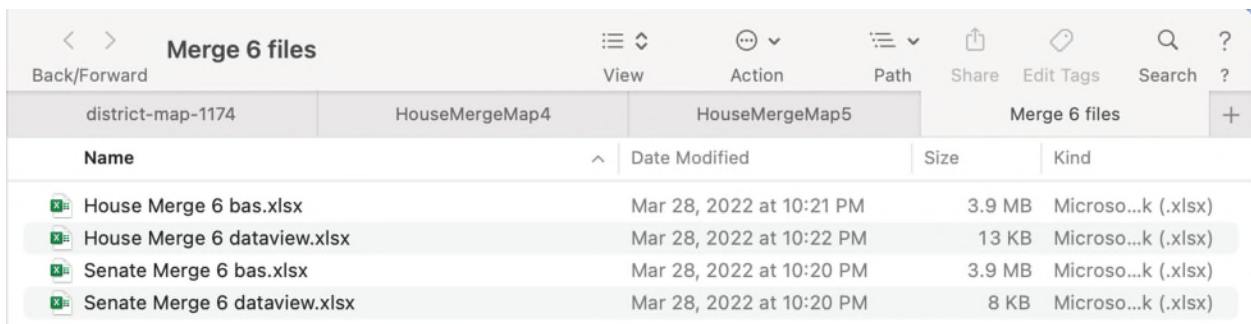 < > Merge 6 files
Back/Forward View Action Path Share Edit Tags Search ?
district-map-1174 HouseMergeMap4 HouseMergeMap5 Merge 6 files +
Name Date Modified Size Kind
House Merge 6 bas.xlsx Mar 28, 2022 at 10:21 PM 3.9 MB Microso...k (.xlsx)
House Merge 6 dataview.xlsx Mar 28, 2022 at 10:22 PM 13 KB Microso...k (.xlsx)
Senate Merge 6 bas.xlsx Mar 28, 2022 at 10:20 PM 3.9 MB Microso...k (.xlsx)
Senate Merge 6 dataview.xlsx Mar 28, 2022 at 10:20 PM 8 KB Microso...k (.xlsx)